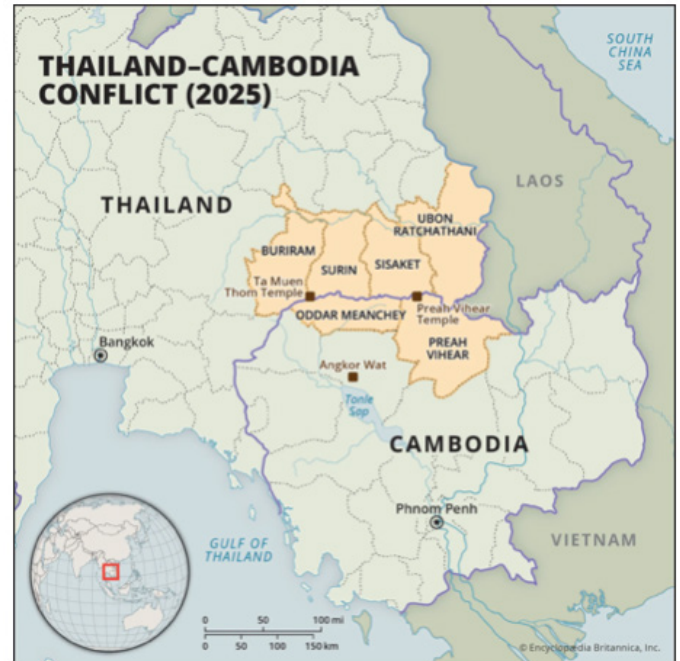 THAILAND–CAMBODIA
CONFLICT (2025)
SOUTH
CHINA
SEA
LAOS
THAILAND
UBON
RATCHATHANI
BURIRAM
SURIN
SISAKET
Ta Muen
Thom Temple
ODDAR MEANCHEY
Preah Vihear
Temple
PREAH
VIHEAR
Bangkok
Angkor Wat
Tonle
Sap
CAMBODIA
Phnom Penh
GULF OF
THAILAND
VIETNAM
0 50 100 mi
0 50 100 150 km
© Encyclopædia Britannica, Inc.